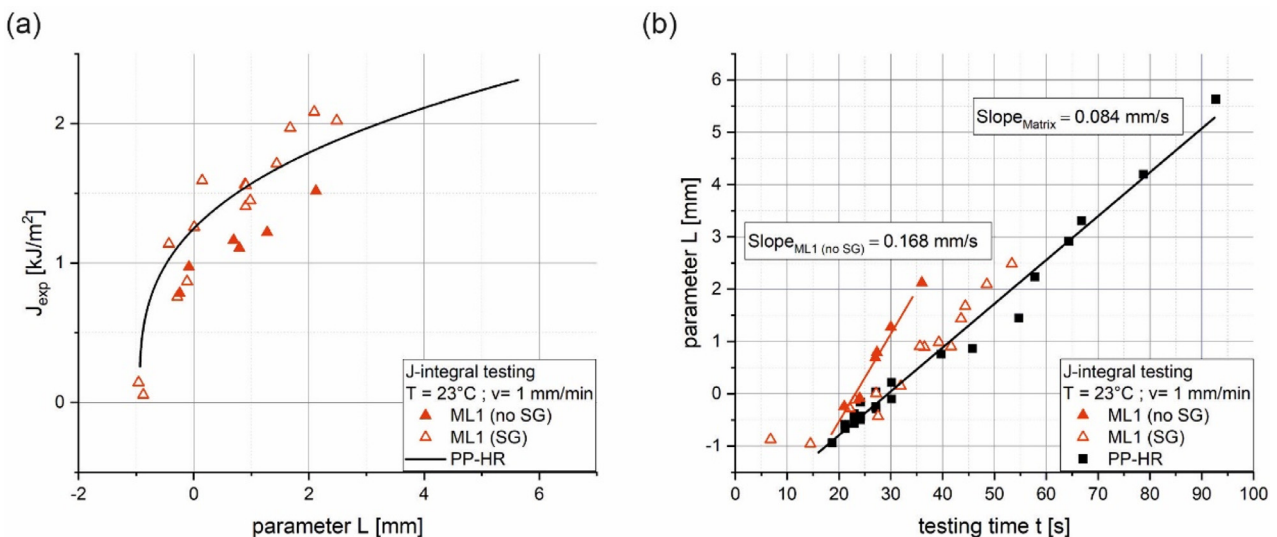 (a)
J_exp [kJ/m²]
2
1
0
-2
0
2
4
6
parameter L [mm]
J-integral testing
T = 23°C ; v= 1 mm/min
ML1 (no SG)
ML1 (SG)
PP-HR
(b)
parameter L [mm]
6
5
4
3
2
1
0
-1
0
10
20
30
40
50
60
70
80
90
100
testing time t [s]
Slope_Matrix = 0.084 mm/s
Slope_ML1 (no SG) = 0.168 mm/s
J-integral testing
T = 23°C ; v= 1 mm/min
ML1 (no SG)
ML1 (SG)
PP-HR